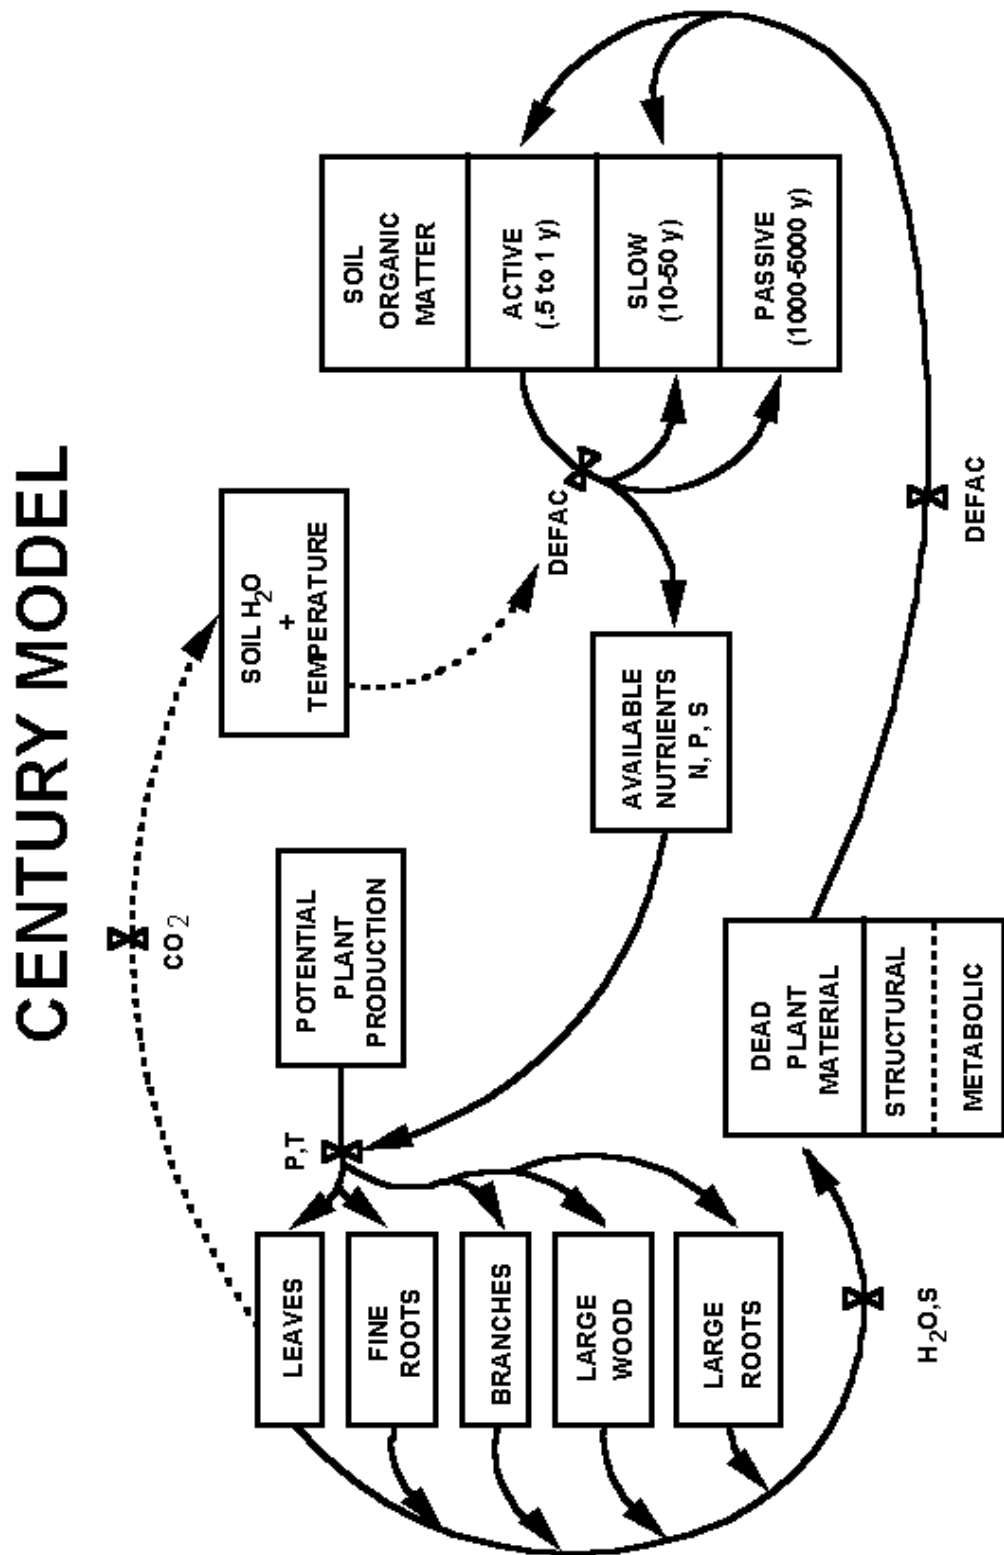 CENTURY MODEL
CO2
SOIL H2O
+
TEMPERATURE
POTENTIAL
PLANT
PRODUCTION
P,T
LEAVES
FINE
ROOTS
BRANCHES
LARGE
WOOD
LARGE
ROOTS
DEFAC
SOIL
ORGANIC
MATTER
ACTIVE
(.5 to 1 y)
SLOW
(10-50 y)
PASSIVE
(1000-5000 y)
AVAILABLE
NUTRIENTS
N, P, S
DEAD
PLANT
MATERIAL
STRUCTURAL
METABOLIC
H2O,S
DEFAC